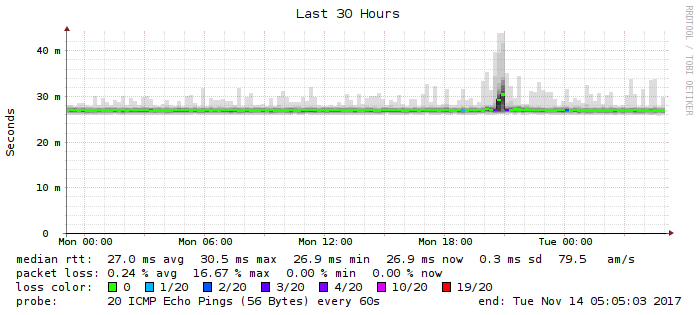 Last 30 Hours
RRDTOOL / TOBI OETIKER
Seconds
40 m
30 m
20 m
10 m
0
Mon 00:00 Mon 06:00 Mon 12:00 Mon 18:00 Tue 00:00
median rtt: 27.0 ms avg 30.5 ms max 26.9 ms min 26.9 ms now 0.3 ms sd 79.5 am/s
packet loss: 0.24 % avg 16.67 % max 0.00 % min 0.00 % now
loss color: 0 1/20 2/20 3/20 4/20 10/20 19/20
probe: 20 ICMP Echo Pings (56 Bytes) every 60s end: Tue Nov 14 05:05:03 2017